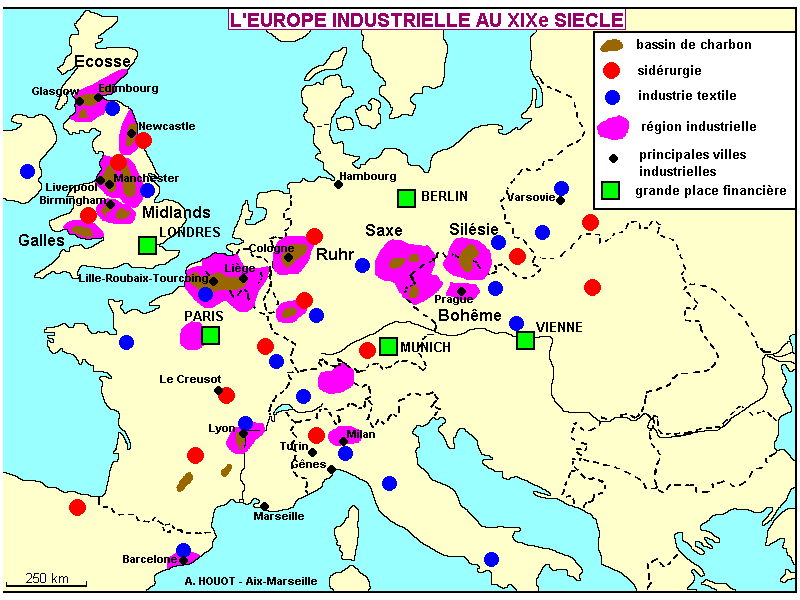 L'EUROPE INDUSTRIELLE AU XIXe SIECLE
bassin de charbon
sidérurgie
industrie textile
région industrielle
principales villes
industrielles
grande place financière
Ecosse
Glasgow
Edimbourg
Newcastle
Liverpool
Manchester
Birmingham
Midlands
Galles
LONDRES
Hambourg
BERLIN
Varsovie
Saxe
Silésie
Cologne
Ruhr
Lille-Roubaix-Tourcoing
Liège
Prague
Bohême
PARIS
VIENNE
MUNICH
Le Creusot
Lyon
Turin
Milan
Gênes
Marseille
Barcelone
250 km
A. HOUOT - Aix-Marseille